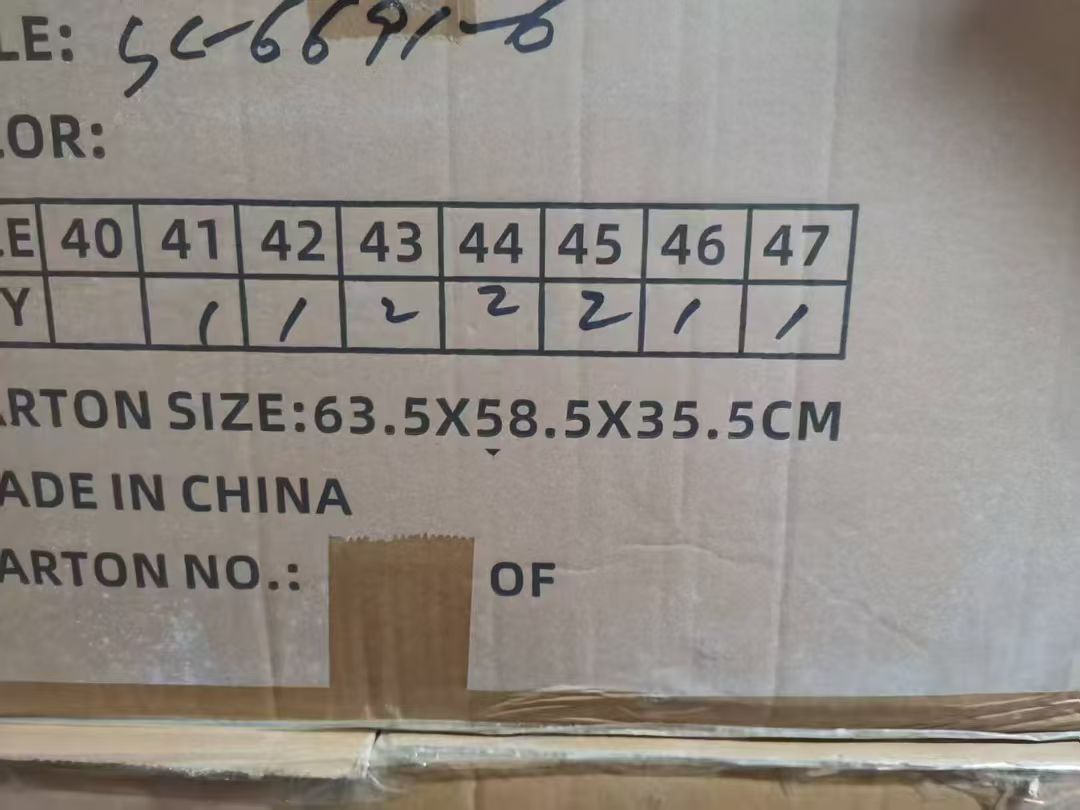 LE: SC-6691-6
LOR:
ZE 40 41 42 43 44 45 46 47
Y 1 1 2 2 2 1 1
ARTON SIZE:63.5X58.5X35.5CM
ADE IN CHINA
ARTON NO.: OF